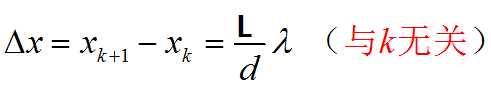 Δx = x_{k+1} − x_k = \frac{L}{d} λ （与k无关）